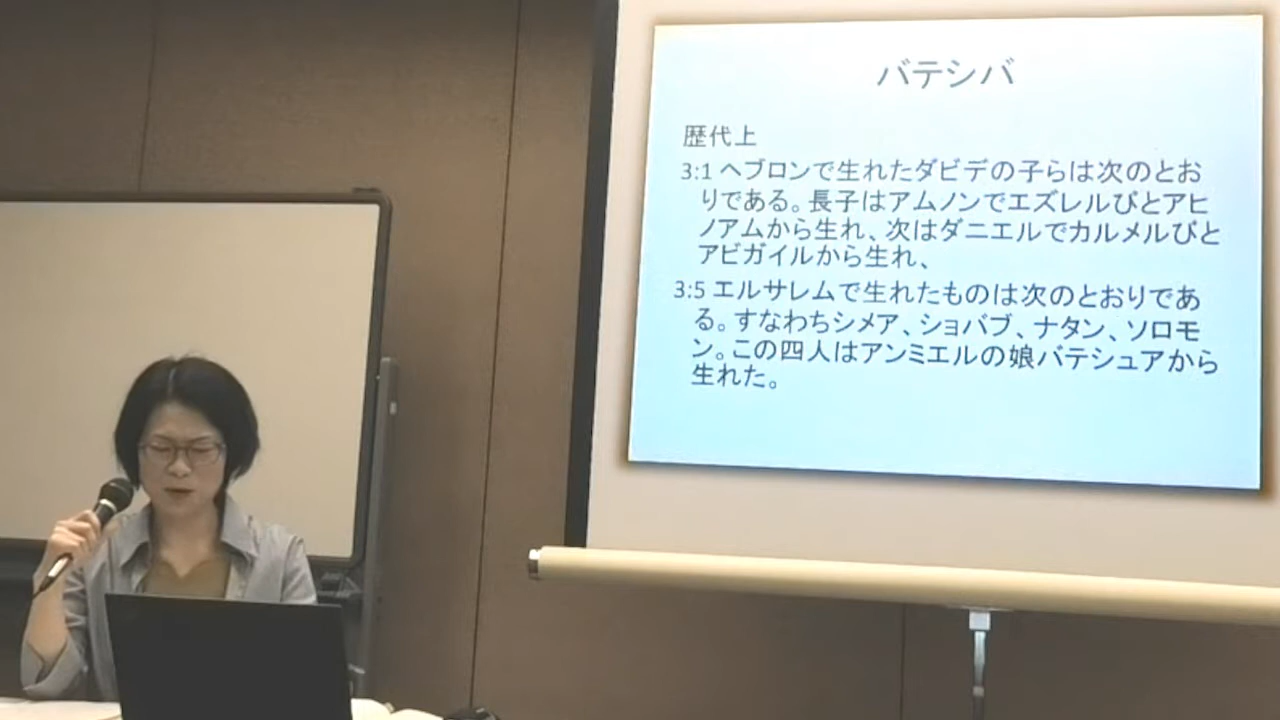 バテシバ
歴代上
3:1 ヘブロンで生れたダビデの子らは次のとお
りである。長子はアムノンでエズレルびとアヒ
ノアムから生れ、次はダニエルでカルメルびと
アビガイルから生れ、
3:5 エルサレムで生れたものは次のとおりであ
る。すなわちシメア、ショバブ、ナタン、ソロモ
ン。この四人はアンミエルの娘バテシュアから
生れた。